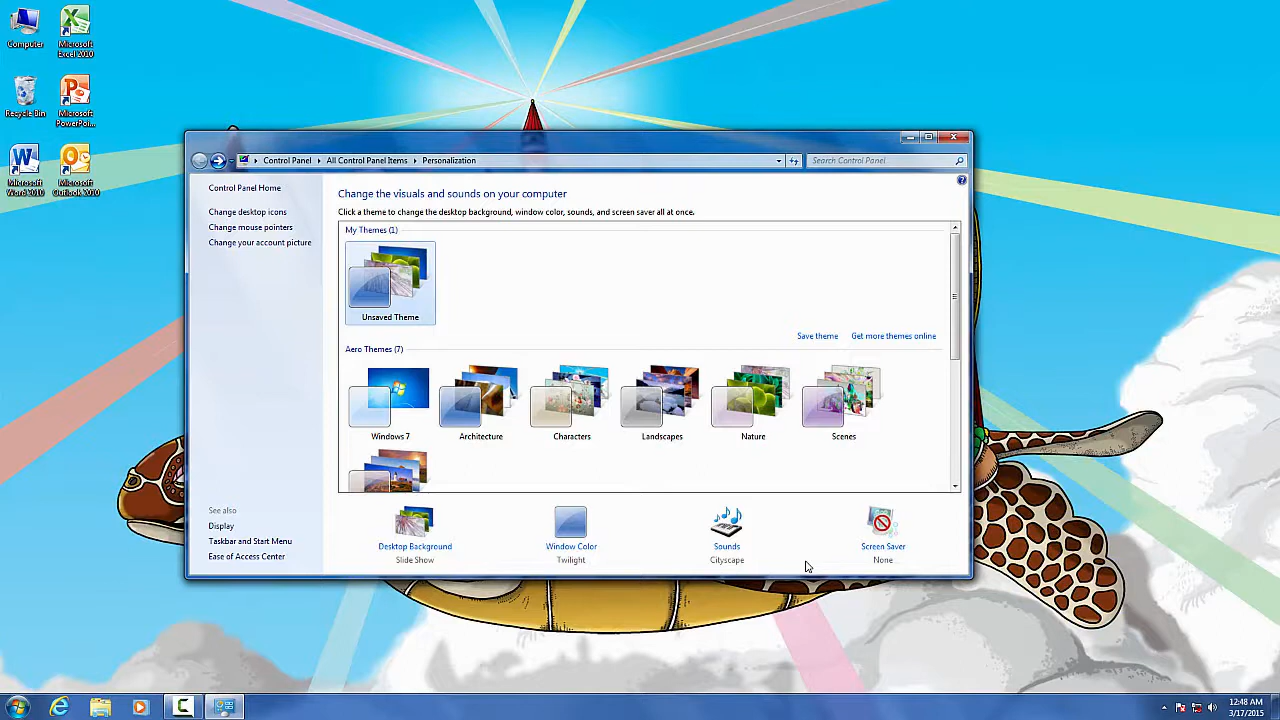 Computer
Microsoft Excel 2010
Recycle Bin
Microsoft PowerPoi...
Microsoft Word 2010
Microsoft Outlook 2010
Control Panel
All Control Panel Items
Personalization
Search Control Panel
Control Panel Home
Change desktop icons
Change mouse pointers
Change your account picture
See also
Display
Taskbar and Start Menu
Ease of Access Center
Change the visuals and sounds on your computer
Click a theme to change the desktop background, window color, sounds, and screen saver all at once.
My Themes (1)
Unsaved Theme
Save theme
Get more themes online
Aero Themes (7)
Windows 7
Architecture
Characters
Landscapes
Nature
Scenes
Desktop Background
Slide Show
Window Color
Twilight
Sounds
Cityscape
Screen Saver
None
12:48 AM
3/17/2015